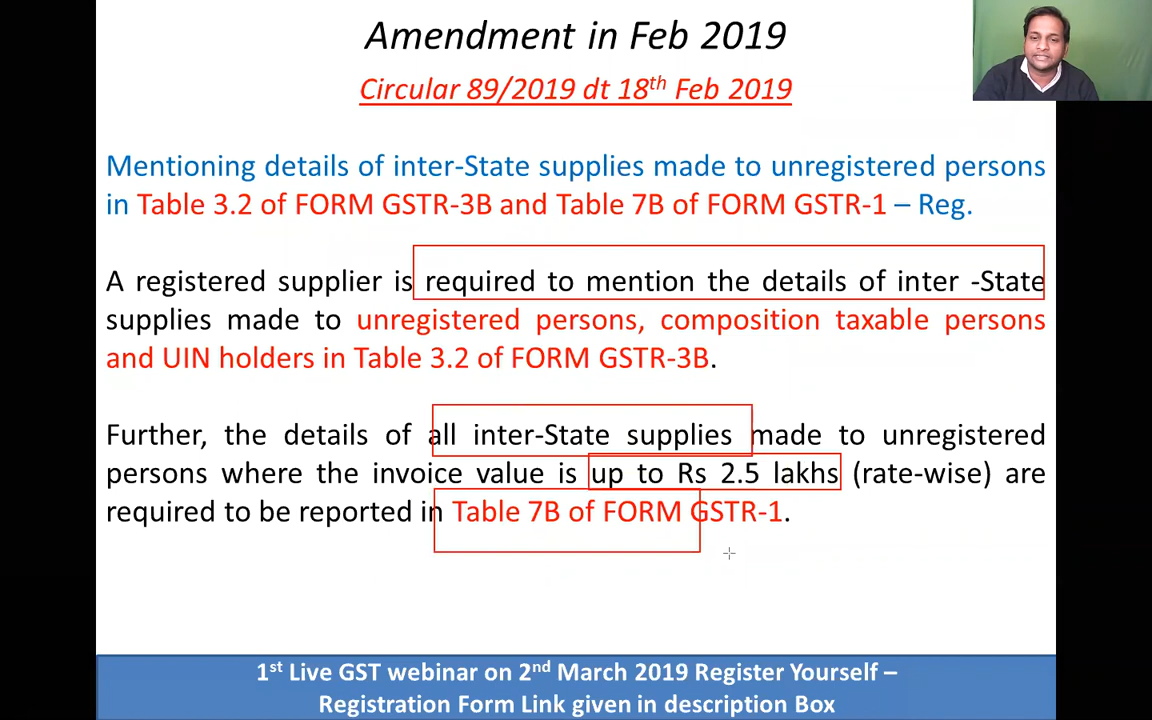 Amendment in Feb 2019
Circular 89/2019 dt 18th Feb 2019
Mentioning details of inter-State supplies made to unregistered persons
in Table 3.2 of FORM GSTR-3B and Table 7B of FORM GSTR-1 – Reg.
A registered supplier is required to mention the details of inter -State
supplies made to unregistered persons, composition taxable persons
and UIN holders in Table 3.2 of FORM GSTR-3B.
Further, the details of all inter-State supplies made to unregistered
persons where the invoice value is up to Rs 2.5 lakhs (rate-wise) are
required to be reported in Table 7B of FORM GSTR-1.
1st Live GST webinar on 2nd March 2019 Register Yourself –
Registration Form Link given in description Box